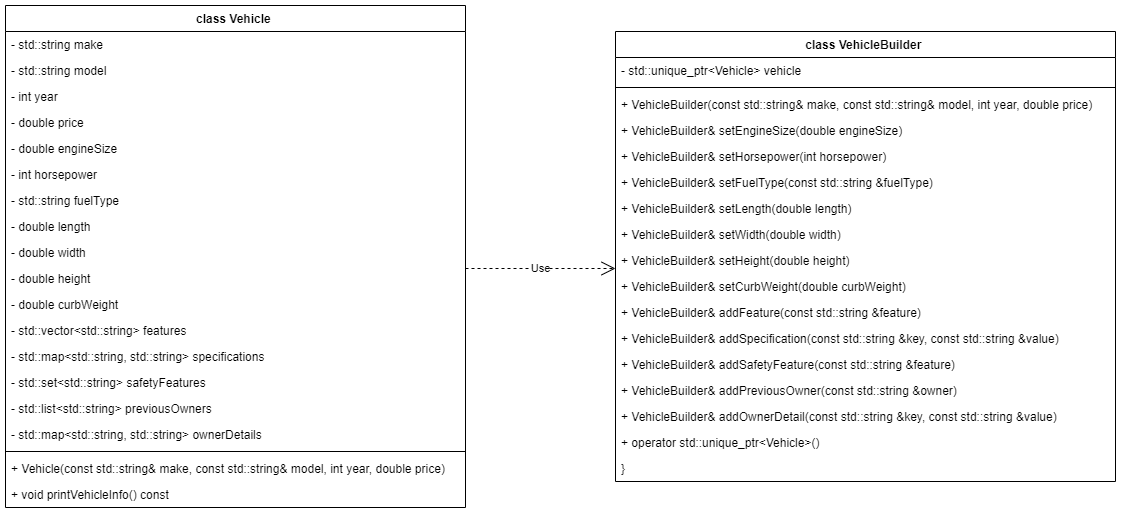 class Vehicle
- std::string make
- std::string model
- int year
- double price
- double engineSize
- int horsepower
- std::string fuelType
- double length
- double width
- double height
- double curbWeight
- std::vector<std::string> features
- std::map<std::string, std::string> specifications
- std::set<std::string> safetyFeatures
- std::list<std::string> previousOwners
- std::map<std::string, std::string> ownerDetails
+ Vehicle(const std::string& make, const std::string& model, int year, double price)
+ void printVehicleInfo() const
Use
class VehicleBuilder
- std::unique_ptr<Vehicle> vehicle
+ VehicleBuilder(const std::string& make, const std::string& model, int year, double price)
+ VehicleBuilder& setEngineSize(double engineSize)
+ VehicleBuilder& setHorsepower(int horsepower)
+ VehicleBuilder& setFuelType(const std::string &fuelType)
+ VehicleBuilder& setLength(double length)
+ VehicleBuilder& setWidth(double width)
+ VehicleBuilder& setHeight(double height)
+ VehicleBuilder& setCurbWeight(double curbWeight)
+ VehicleBuilder& addFeature(const std::string &feature)
+ VehicleBuilder& addSpecification(const std::string &key, const std::string &value)
+ VehicleBuilder& addSafetyFeature(const std::string &feature)
+ VehicleBuilder& addPreviousOwner(const std::string &owner)
+ VehicleBuilder& addOwnerDetail(const std::string &key, const std::string &value)
+ operator std::unique_ptr<Vehicle>()
}